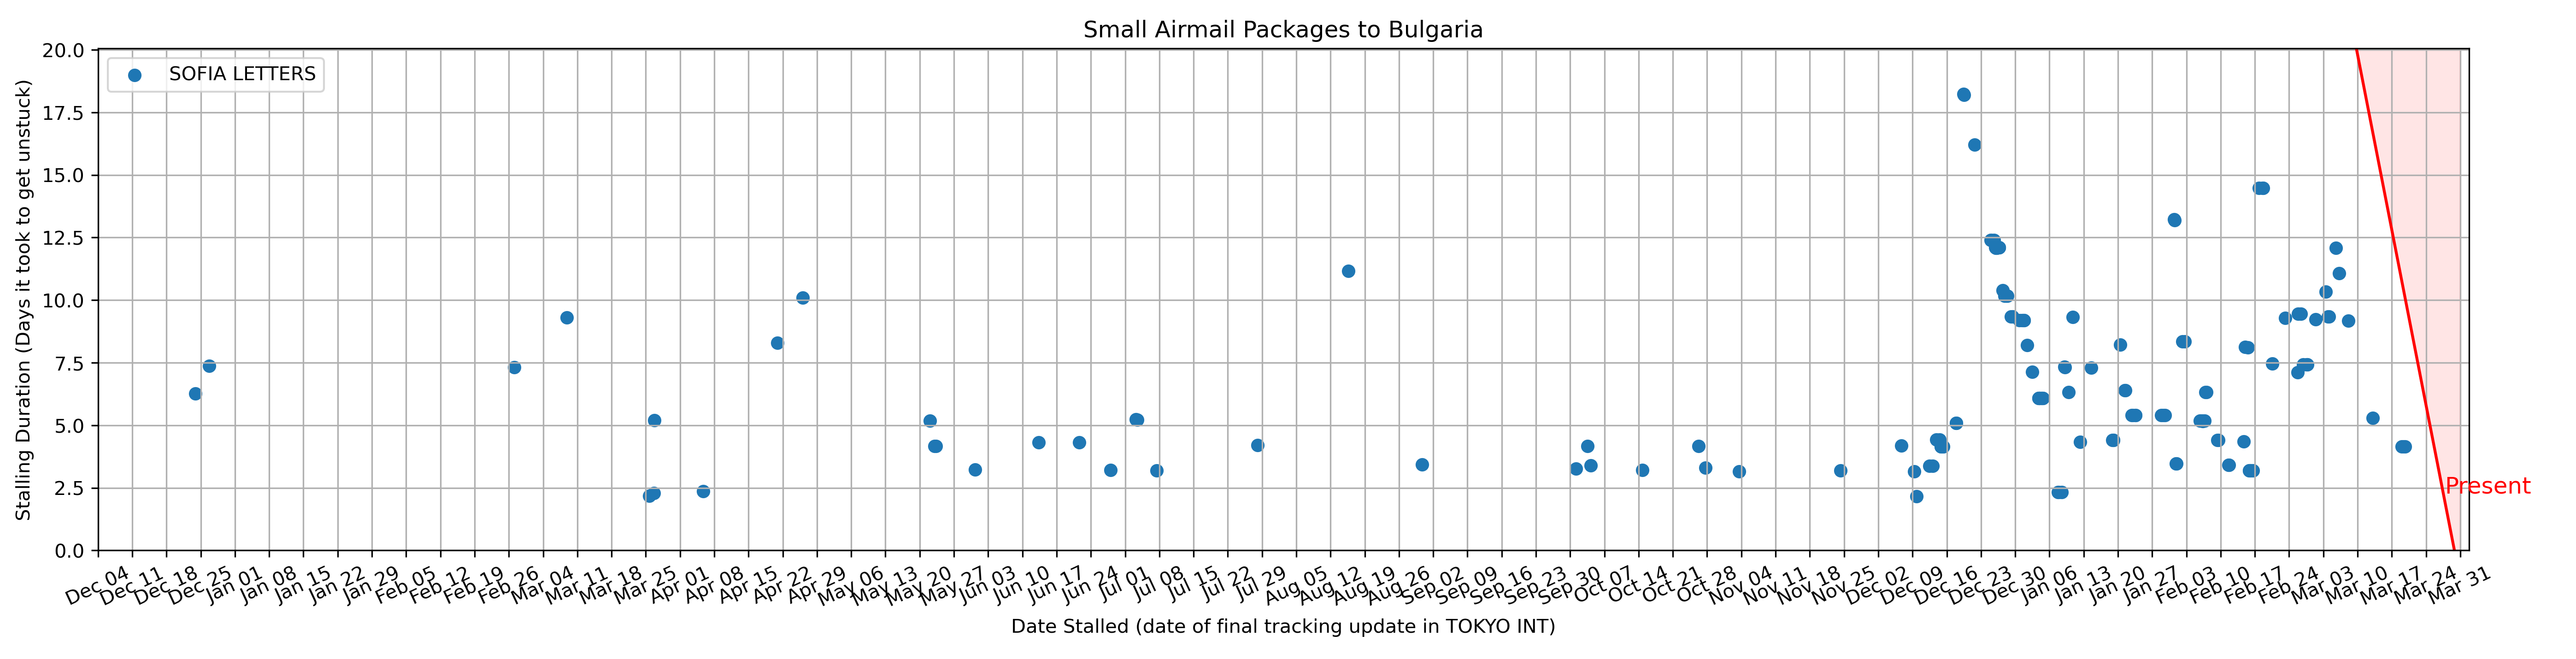 Small Airmail Packages to Bulgaria
SOFIA LETTERS
Stalling Duration (Days it took to get unstuck)
20.0
17.5
15.0
12.5
10.0
7.5
5.0
2.5
0.0
Present
Dec 04
Dec 11
Dec 18
Dec 25
Jan 01
Jan 08
Jan 15
Jan 22
Jan 29
Feb 05
Feb 12
Feb 19
Feb 26
Mar 04
Mar 11
Mar 18
Mar 25
Apr 01
Apr 08
Apr 15
Apr 22
Apr 29
May 06
May 13
May 20
May 27
Jun 03
Jun 10
Jun 17
Jun 24
Jul 01
Jul 08
Jul 15
Jul 22
Jul 29
Aug 05
Aug 12
Aug 19
Aug 26
Sep 02
Sep 09
Sep 16
Sep 23
Sep 30
Oct 07
Oct 14
Oct 21
Oct 28
Nov 04
Nov 11
Nov 18
Nov 25
Dec 02
Dec 09
Dec 16
Dec 23
Dec 30
Jan 06
Jan 13
Jan 20
Jan 27
Feb 03
Feb 10
Feb 17
Feb 24
Mar 03
Mar 10
Mar 17
Mar 24
Mar 31
Date Stalled (date of final tracking update in TOKYO INT)